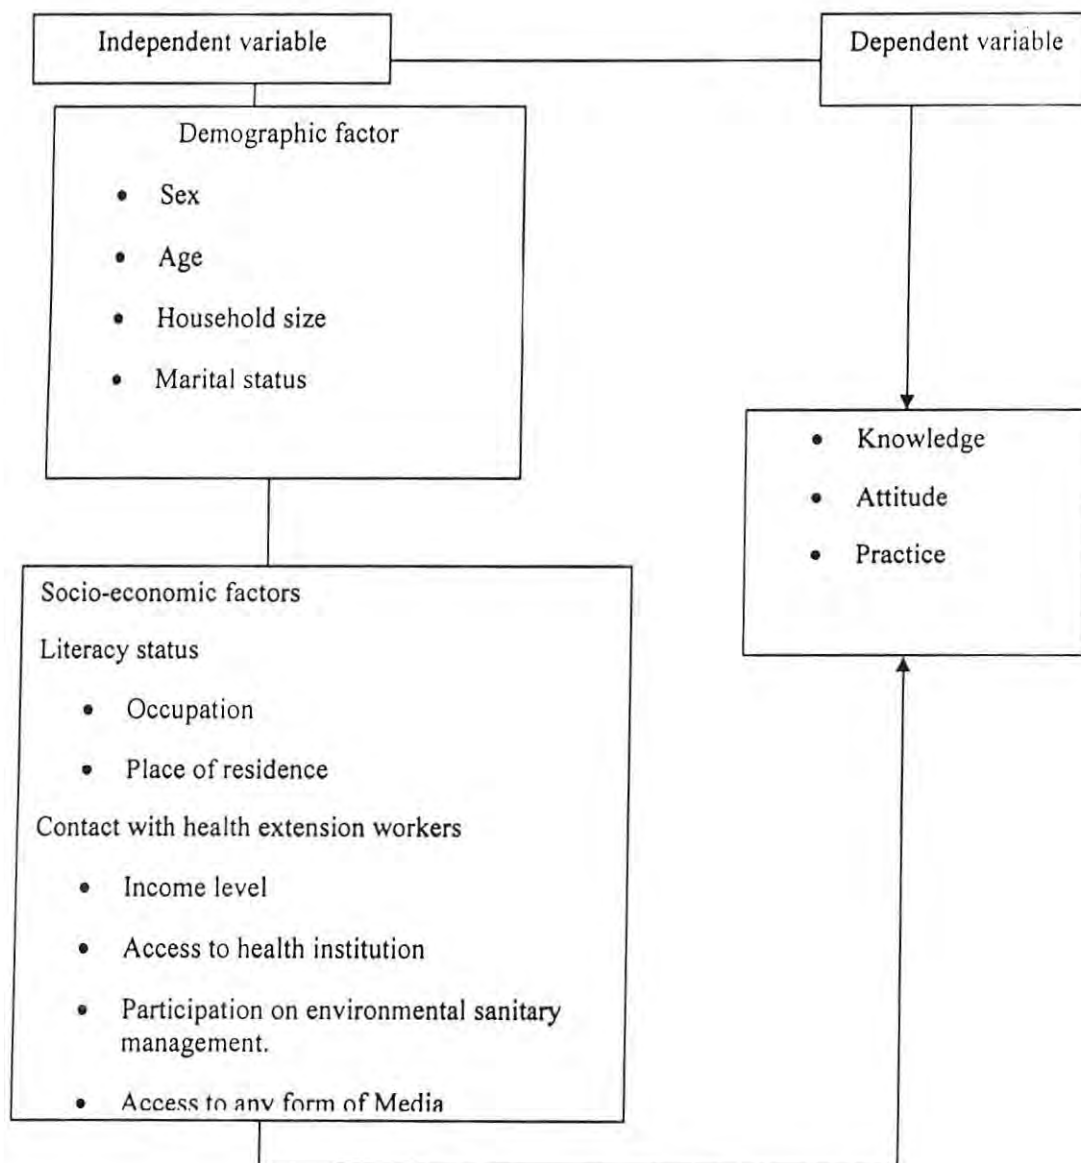 Independent variable
Dependent variable
Demographic factor
• Sex
• Age
• Household size
• Marital status
• Knowledge
• Attitude
• Practice
Socio-economic factors
Literacy status
• Occupation
• Place of residence
Contact with health extension workers
• Income level
• Access to health institution
• Participation on environmental sanitary
management.
• Access to any form of Media